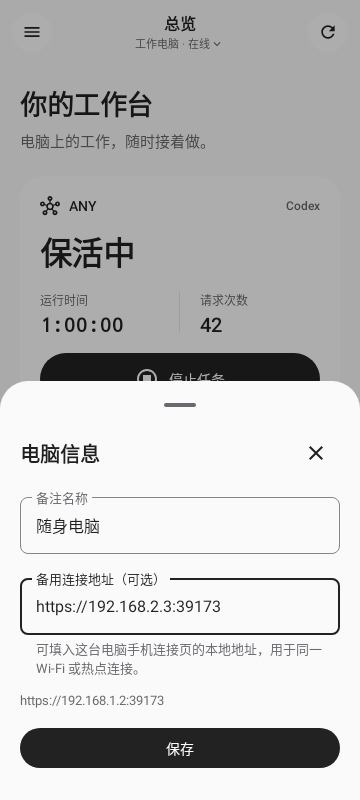 总览
工作电脑 · 在线
你的工作台
电脑上的工作，随时接着做。
ANY
Codex
保活中
运行时间
请求次数
1:00:00
42
停止任务
电脑信息
备注名称
随身电脑
备用连接地址（可选）
https://192.168.2.3:39173
可填入这台电脑手机连接页的本地地址，用于同一
Wi-Fi 或热点连接。
https://192.168.1.2:39173
保存